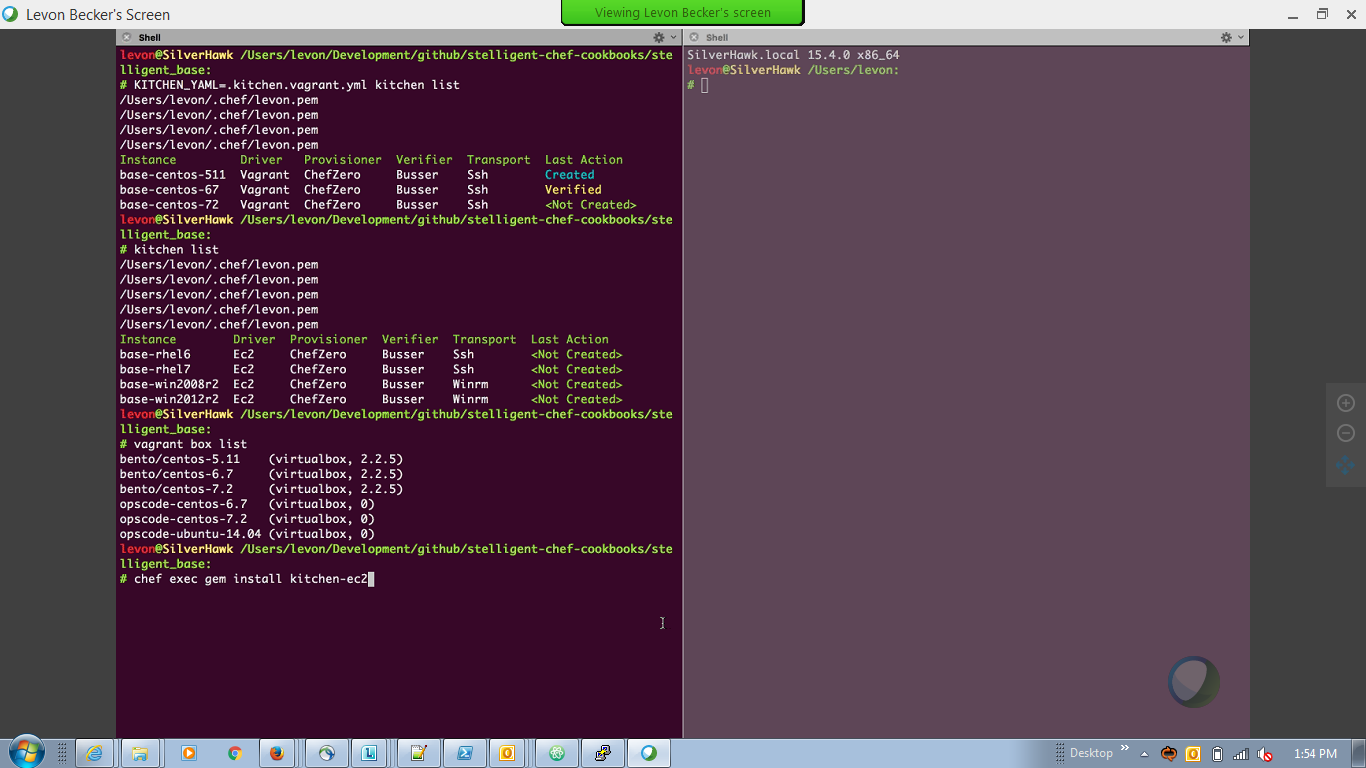 Levon Becker's Screen
Viewing Levon Becker's screen
Shell
levon@SilverHawk /Users/levon/Development/github/stelligent-chef-cookbooks/ste
lligent_base:
# KITCHEN_YAML=.kitchen.vagrant.yml kitchen list
/Users/levon/.chef/levon.pem
/Users/levon/.chef/levon.pem
/Users/levon/.chef/levon.pem
/Users/levon/.chef/levon.pem
Instance Driver Provisioner Verifier Transport Last Action
base-centos-511 Vagrant ChefZero Busser Ssh Created
base-centos-67 Vagrant ChefZero Busser Ssh Verified
base-centos-72 Vagrant ChefZero Busser Ssh <Not Created>
levon@SilverHawk /Users/levon/Development/github/stelligent-chef-cookbooks/ste
lligent_base:
# kitchen list
/Users/levon/.chef/levon.pem
/Users/levon/.chef/levon.pem
/Users/levon/.chef/levon.pem
/Users/levon/.chef/levon.pem
/Users/levon/.chef/levon.pem
Instance Driver Provisioner Verifier Transport Last Action
base-rhel6 Ec2 ChefZero Busser Ssh <Not Created>
base-rhel7 Ec2 ChefZero Busser Ssh <Not Created>
base-win2008r2 Ec2 ChefZero Busser Winrm <Not Created>
base-win2012r2 Ec2 ChefZero Busser Winrm <Not Created>
levon@SilverHawk /Users/levon/Development/github/stelligent-chef-cookbooks/ste
lligent_base:
# vagrant box list
bento/centos-5.11 (virtualbox, 2.2.5)
bento/centos-6.7 (virtualbox, 2.2.5)
bento/centos-7.2 (virtualbox, 2.2.5)
opscode-centos-6.7 (virtualbox, 0)
opscode-centos-7.2 (virtualbox, 0)
opscode-ubuntu-14.04 (virtualbox, 0)
levon@SilverHawk /Users/levon/Development/github/stelligent-chef-cookbooks/ste
lligent_base:
# chef exec gem install kitchen-ec2
Shell
SilverHawk.local 15.4.0 x86_64
levon@SilverHawk /Users/levon:
#
Desktop
1:54 PM